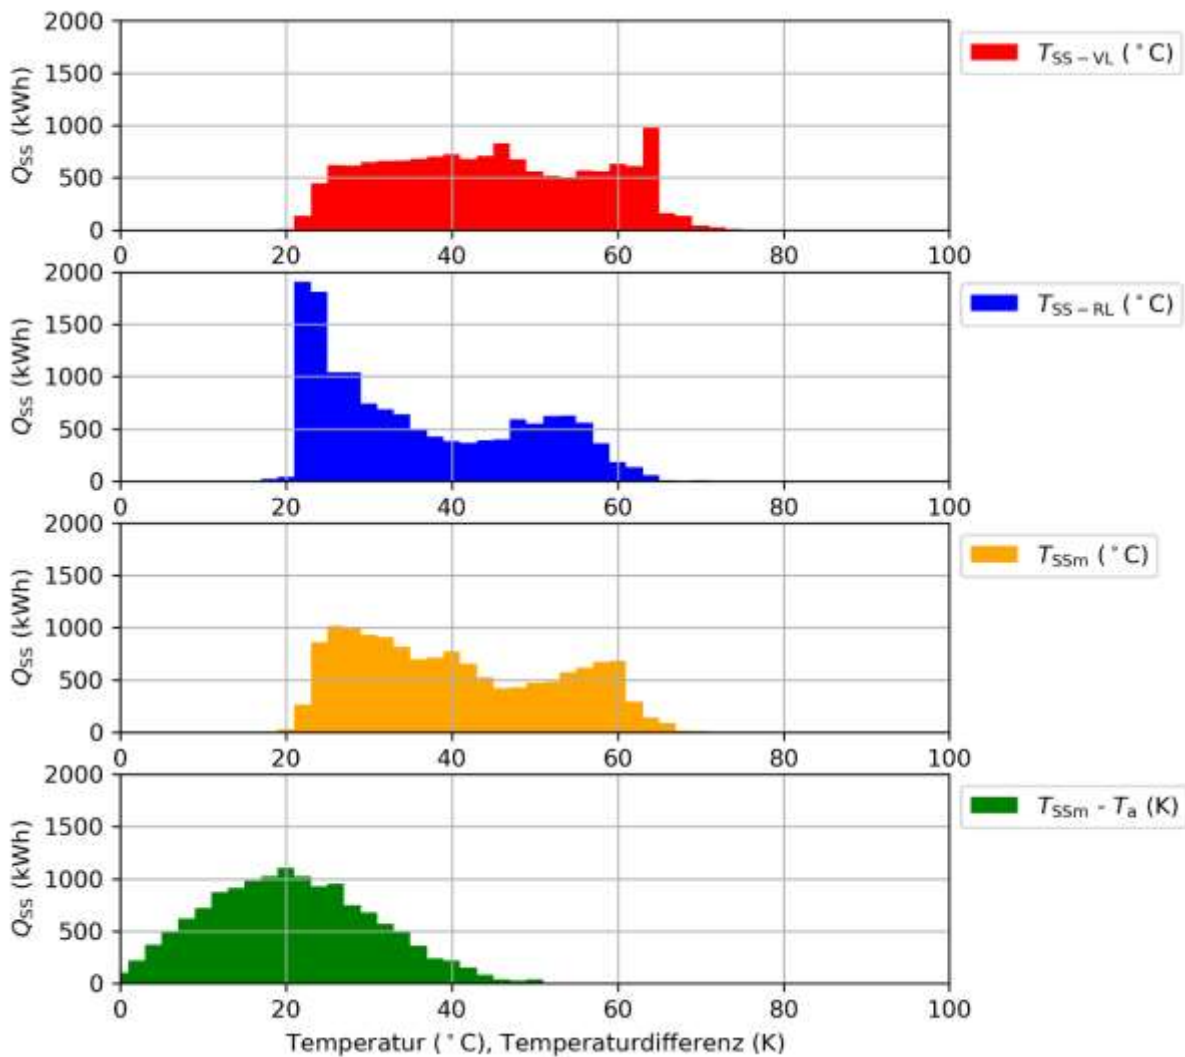 2000
1500
1000
500
0
Q_SS (kWh)
0 20 40 60 80 100
T_SS−VL (°C)
2000
1500
1000
500
0
Q_SS (kWh)
0 20 40 60 80 100
T_SS−RL (°C)
2000
1500
1000
500
0
Q_SS (kWh)
0 20 40 60 80 100
T_SSm (°C)
2000
1500
1000
500
0
Q_SS (kWh)
0 20 40 60 80 100
T_SSm - T_a (K)
Temperatur (°C), Temperaturdifferenz (K)